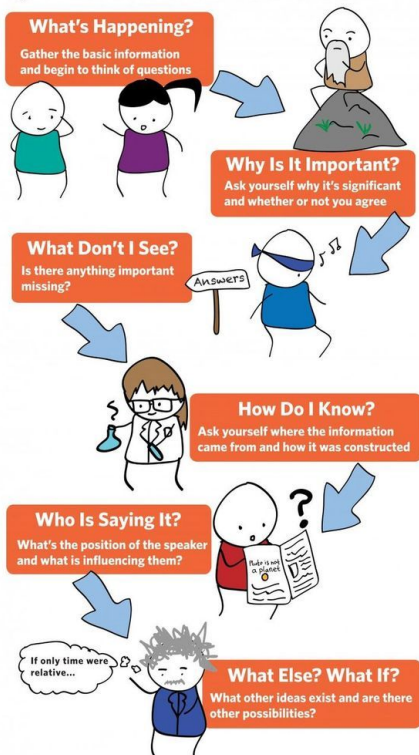 What's Happening?
Gather the basic information
and begin to think of questions
Why Is It Important?
Ask yourself why it's significant
and whether or not you agree
What Don't I See?
Is there anything important
missing?
Answers
How Do I Know?
Ask yourself where the information
came from and how it was constructed
Who Is Saying It?
What's the position of the speaker
and what is influencing them?
?
Pluto is not
a planet
If only time were
relative...
What Else? What If?
What other ideas exist and are there
other possibilities?